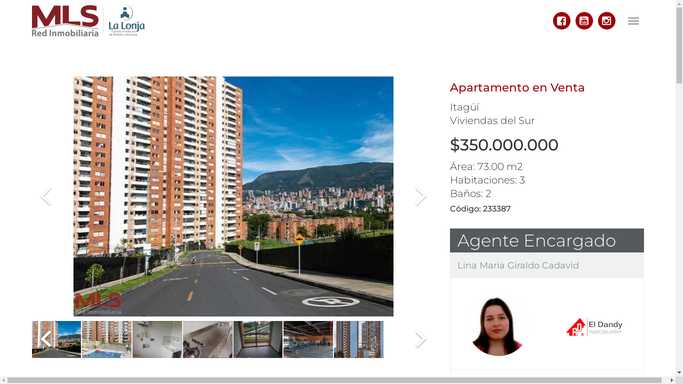 MLS
Red Inmobiliaria
La Lonja
Apartamento en Venta
Itagüí
Viviendas del Sur
$350.000.000
Área: 73.00 m2
Habitaciones: 3
Baños: 2
Código: 233387
Agente Encargado
Lina Maria Giraldo Cadavid
El Dandy
MLS
Red Inmobiliaria